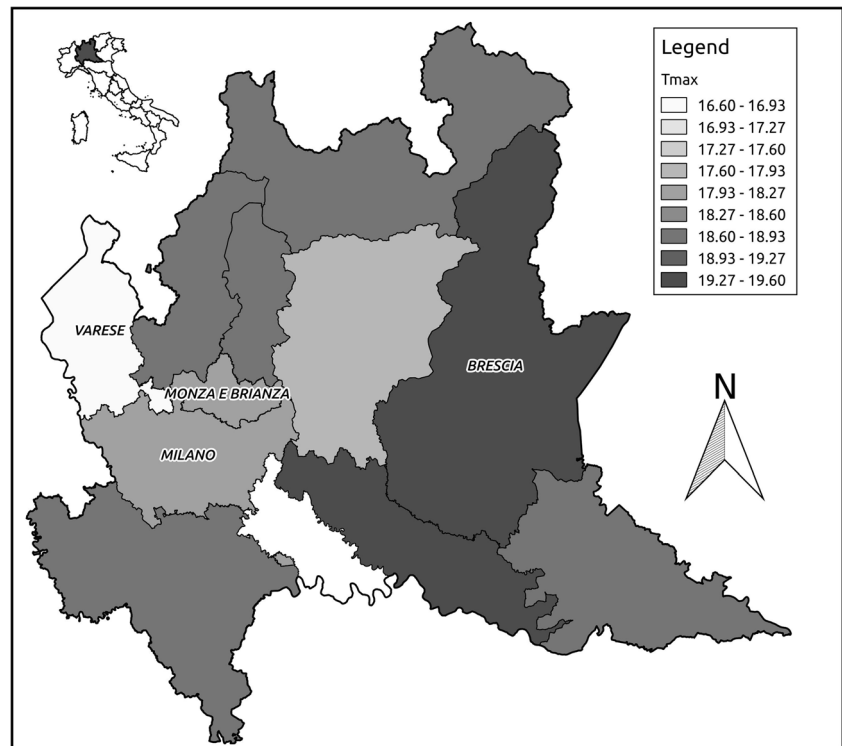 Legend
Tmax
16.60 - 16.93
16.93 - 17.27
17.27 - 17.60
17.60 - 17.93
17.93 - 18.27
18.27 - 18.60
18.60 - 18.93
18.93 - 19.27
19.27 - 19.60
VARESE
BRESCIA
MONZA E BRIANZA
MILANO
N